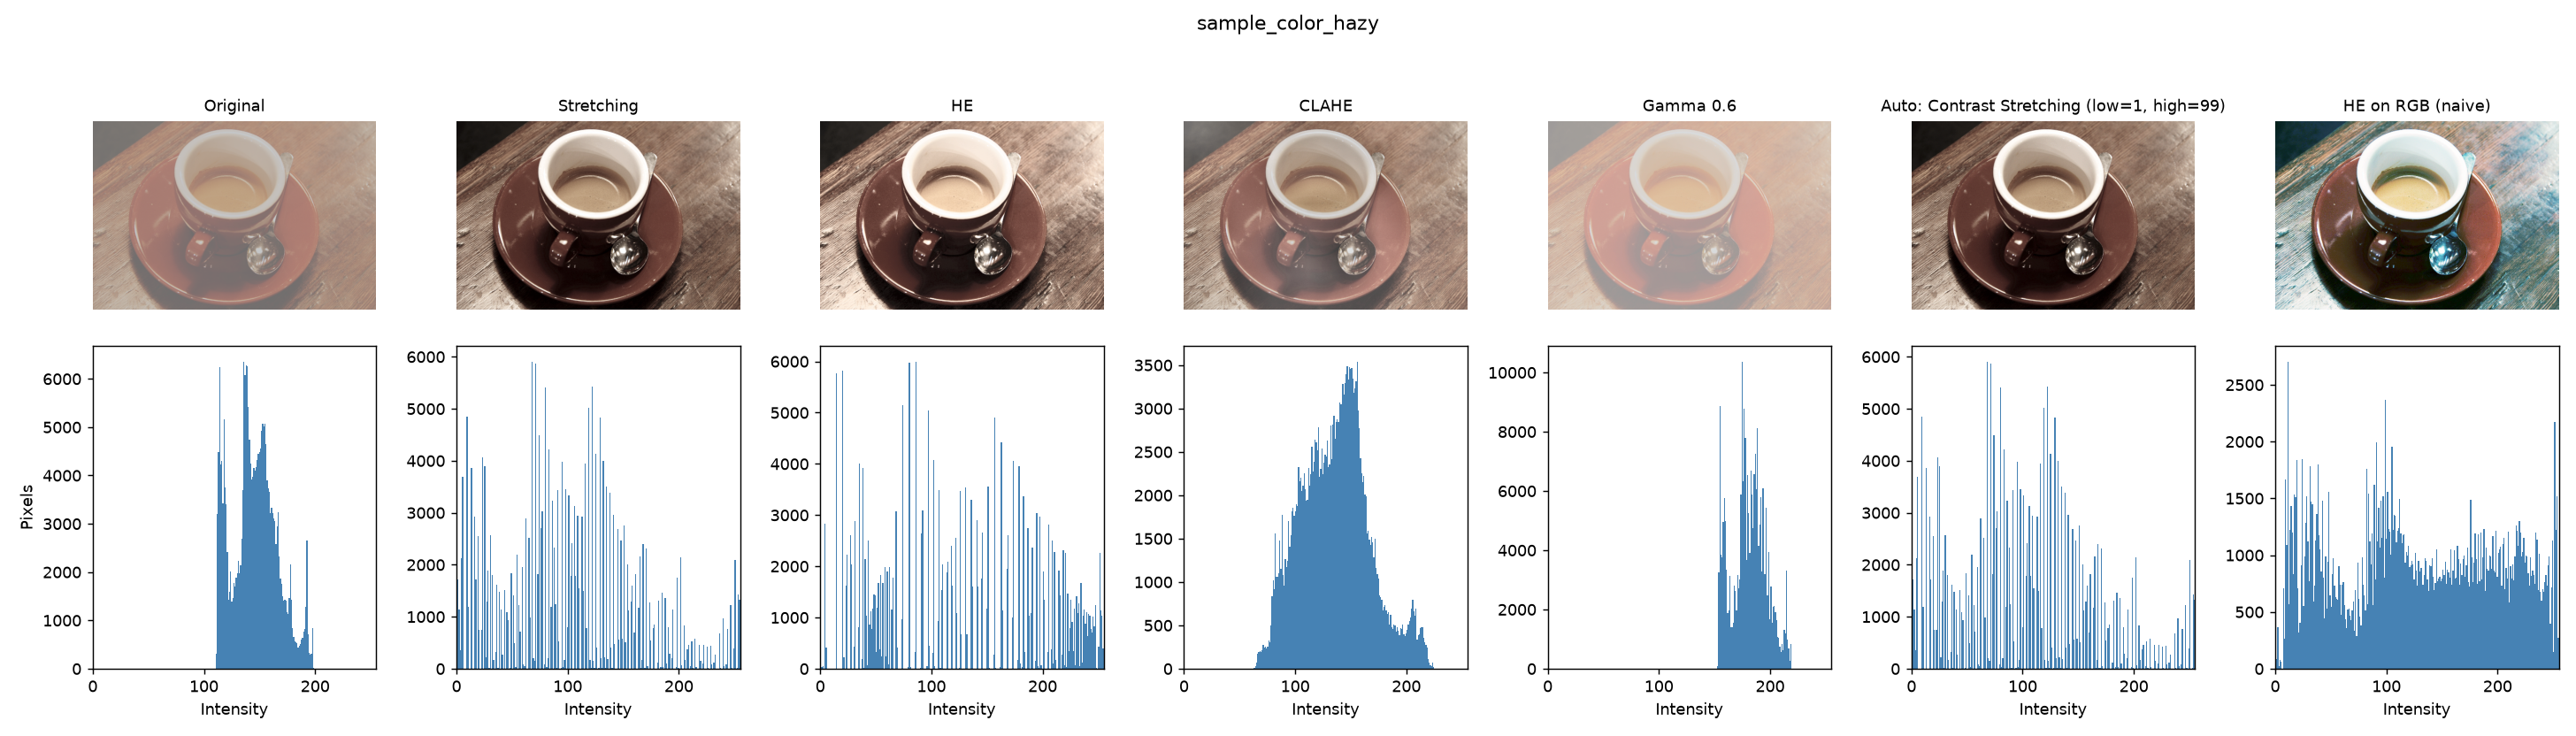 sample_color_hazy
Original
Stretching
HE
CLAHE
Gamma 0.6
Auto: Contrast Stretching (low=1, high=99)
HE on RGB (naive)
Pixels
6000
5000
4000
3000
2000
1000
0
0 100 200
Intensity
6000
5000
4000
3000
2000
1000
0
0 100 200
Intensity
6000
5000
4000
3000
2000
1000
0
0 100 200
Intensity
3500
3000
2500
2000
1500
1000
500
0
0 100 200
Intensity
10000
8000
6000
4000
2000
0
0 100 200
Intensity
6000
5000
4000
3000
2000
1000
0
0 100 200
Intensity
2500
2000
1500
1000
500
0
0 100 200
Intensity